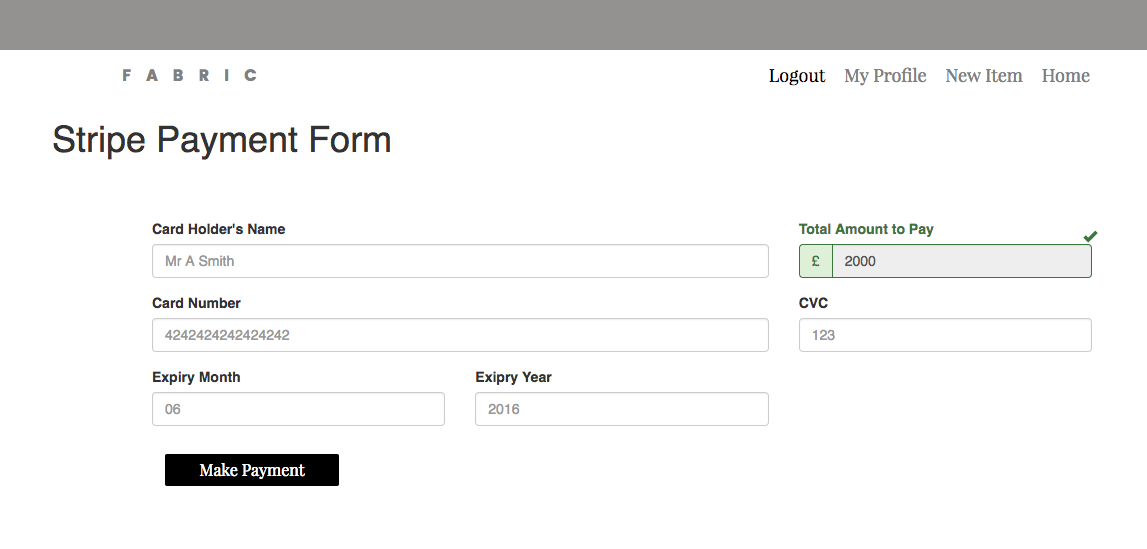 FABRIC
Logout My Profile New Item Home
Stripe Payment Form
Card Holder's Name
Total Amount to Pay
Mr A Smith
£ 2000
Card Number
CVC
4242424242424242
123
Expiry Month
Exipry Year
06
2016
Make Payment